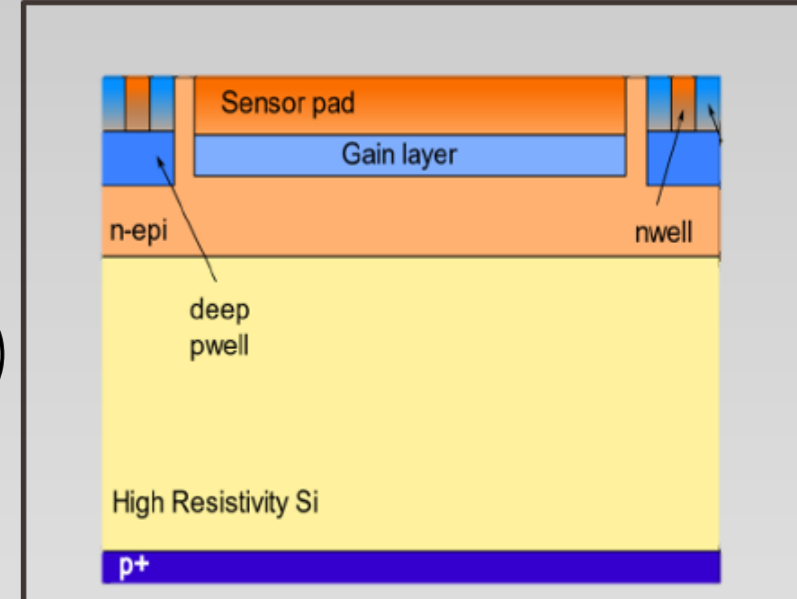 Sensor pad
Gain layer
n-epi
nwell
deep
pwell
High Resistivity Si
p+